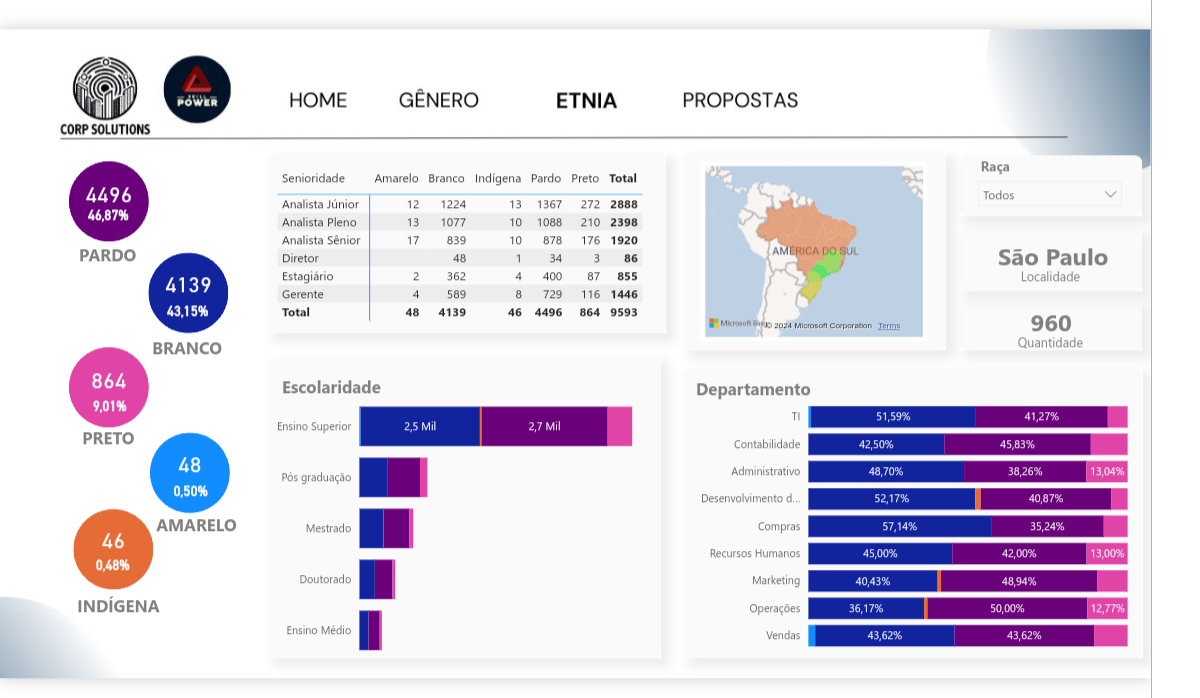 CORP SOLUTIONS
SKILL POWER
HOME GÊNERO ETNIA PROPOSTAS
4496
46,87%
PARDO
4139
43,15%
BRANCO
864
9,01%
PRETO
48
0,50%
AMARELO
46
0,48%
INDÍGENA
Senioridade Amarelo Branco Indígena Pardo Preto Total
Analista Júnior 12 1224 13 1367 272 2888
Analista Pleno 13 1077 10 1088 210 2398
Analista Sênior 17 839 10 878 176 1920
Diretor 48 1 34 3 86
Estagiário 2 362 4 400 87 855
Gerente 4 589 8 729 116 1446
Total 48 4139 46 4496 864 9593
AMÉRICA DO SUL
Microsoft Bing
© 2024 Microsoft Corporation Terms
Raça
Todos
São Paulo
Localidade
960
Quantidade
Escolaridade
Ensino Superior 2,5 Mil 2,7 Mil
Pós graduação
Mestrado
Doutorado
Ensino Médio
Departamento
TI 51,59% 41,27%
Contabilidade 42,50% 45,83%
Administrativo 48,70% 38,26% 13,04%
Desenvolvimento d... 52,17% 40,87%
Compras 57,14% 35,24%
Recursos Humanos 45,00% 42,00% 13,00%
Marketing 40,43% 48,94%
Operações 36,17% 50,00% 12,77%
Vendas 43,62% 43,62%